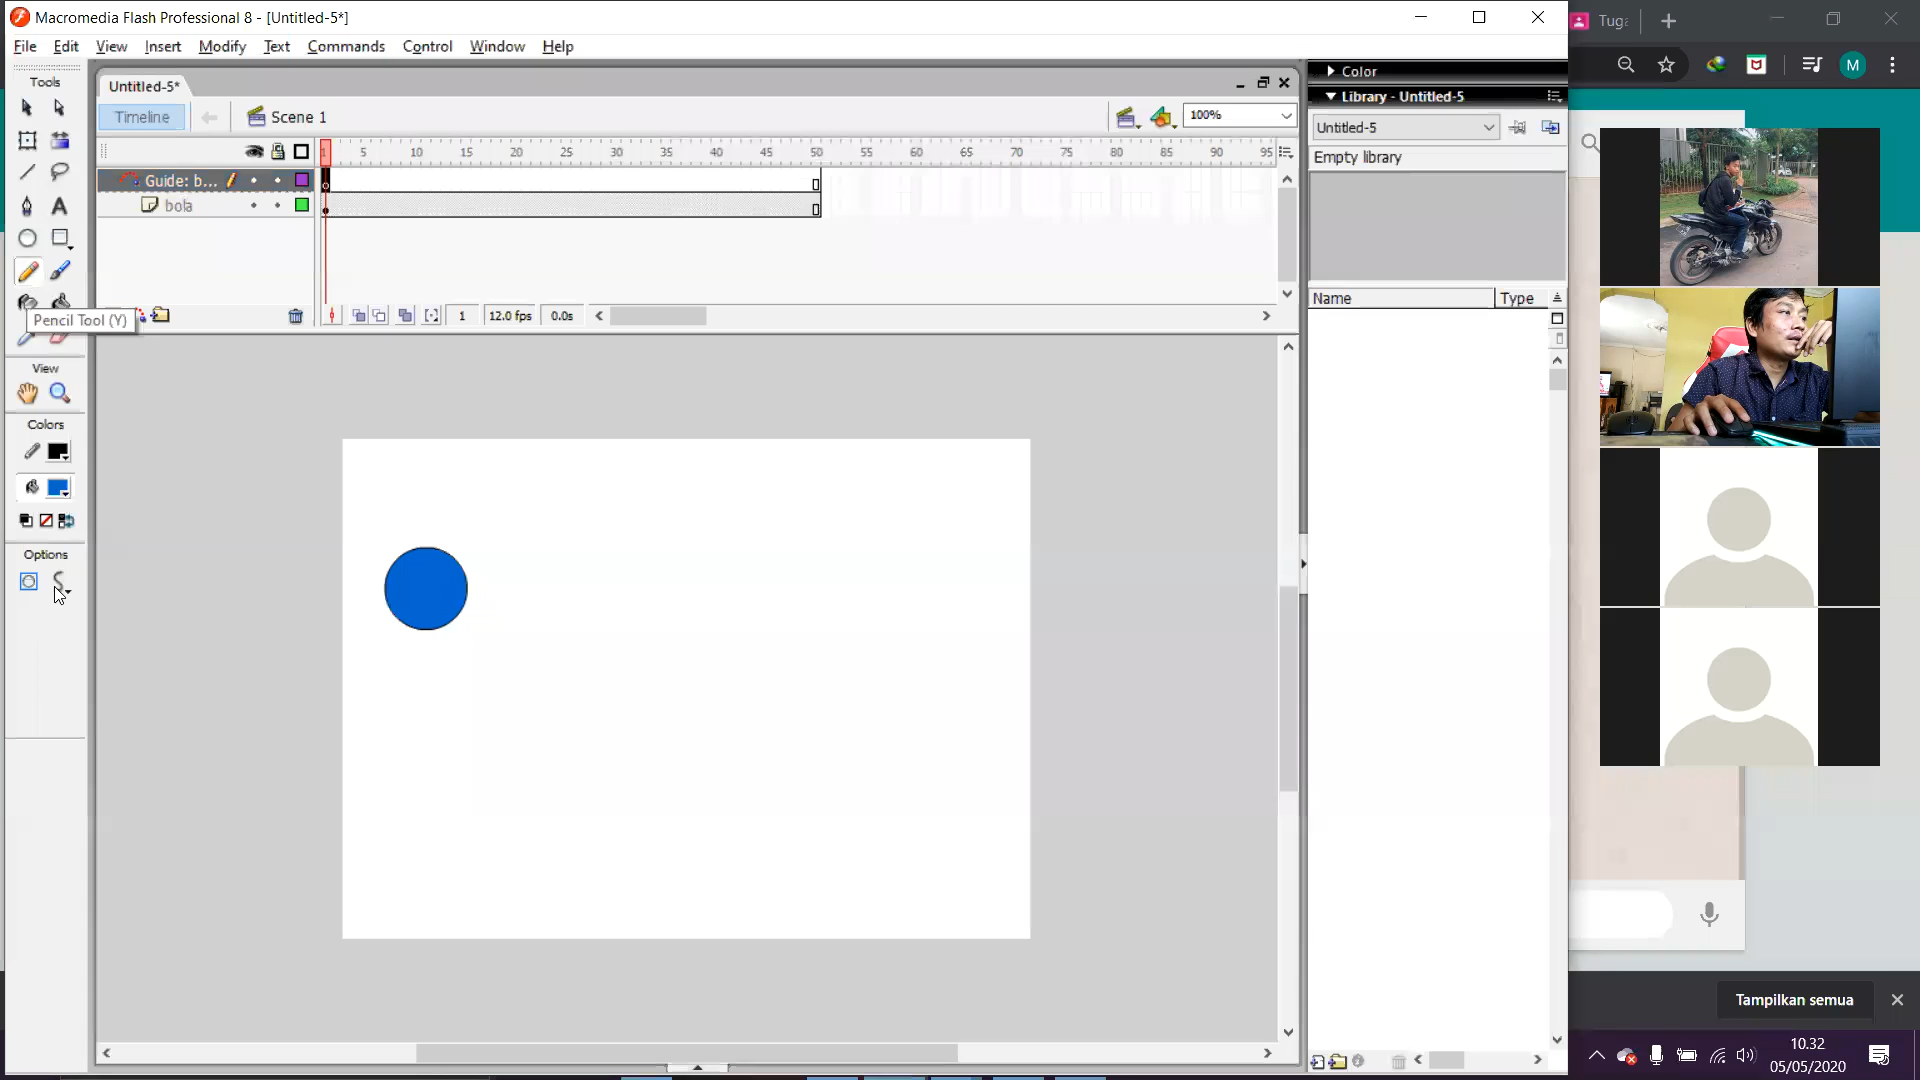 Macromedia Flash Professional 8 - [Untitled-5*]
File Edit View Insert Modify Text Commands Control Window Help
Tools
Untitled-5*
Timeline
Scene 1
100%
1 5 10 15 20 25 30 35 40 45 50 55 60 65 70 75 80 85 90 95
Guide: b...
bola
1 12.0 fps 0.0s
Pencil Tool (Y)
View
Colors
Options
Color
Library - Untitled-5
Untitled-5
Empty library
Name Type
Tuga
M
Tampilkan semua
10.32
05/05/2020